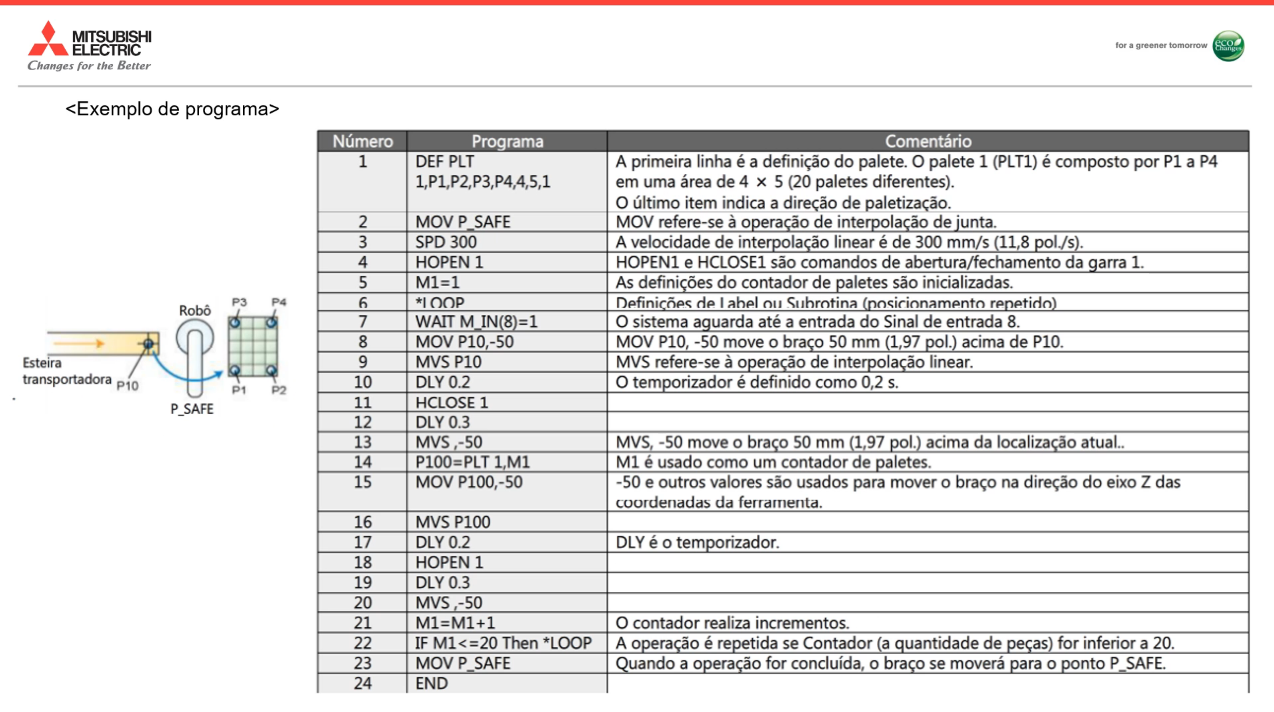 MITSUBISHI
ELECTRIC
Changes for the Better
for a greener tomorrow
eco
Changes
<Exemplo de programa>
Robô
P3
P4
Esteira
transportadora
P10
P1
P2
P_SAFE
Número Programa Comentário
1 DEF PLT A primeira linha é a definição do palete. O palete 1 (PLT1) é composto por P1 a P4
1,P1,P2,P3,P4,4,5,1 em uma área de 4 × 5 (20 paletes diferentes).
O último item indica a direção de paletização.
2 MOV P_SAFE MOV refere-se à operação de interpolação de junta.
3 SPD 300 A velocidade de interpolação linear é de 300 mm/s (11,8 pol./s).
4 HOPEN 1 HOPEN1 e HCLOSE1 são comandos de abertura/fechamento da garra 1.
5 M1=1 As definições do contador de paletes são inicializadas.
6 *LOOP Definições de Label ou Subrotina (posicionamento repetido)
7 WAIT M_IN(8)=1 O sistema aguarda até a entrada do Sinal de entrada 8.
8 MOV P10,-50 MOV P10, -50 move o braço 50 mm (1,97 pol.) acima de P10.
9 MVS P10 MVS refere-se à operação de interpolação linear.
10 DLY 0.2 O temporizador é definido como 0,2 s.
11 HCLOSE 1
12 DLY 0.3
13 MVS ,-50 MVS, -50 move o braço 50 mm (1,97 pol.) acima da localização atual..
14 P100=PLT 1,M1 M1 é usado como um contador de paletes.
15 MOV P100,-50 -50 e outros valores são usados para mover o braço na direção do eixo Z das
coordenadas da ferramenta.
16 MVS P100
17 DLY 0.2 DLY é o temporizador.
18 HOPEN 1
19 DLY 0.3
20 MVS ,-50
21 M1=M1+1 O contador realiza incrementos.
22 IF M1<=20 Then *LOOP A operação é repetida se Contador (a quantidade de peças) for inferior a 20.
23 MOV P_SAFE Quando a operação for concluída, o braço se moverá para o ponto P_SAFE.
24 END